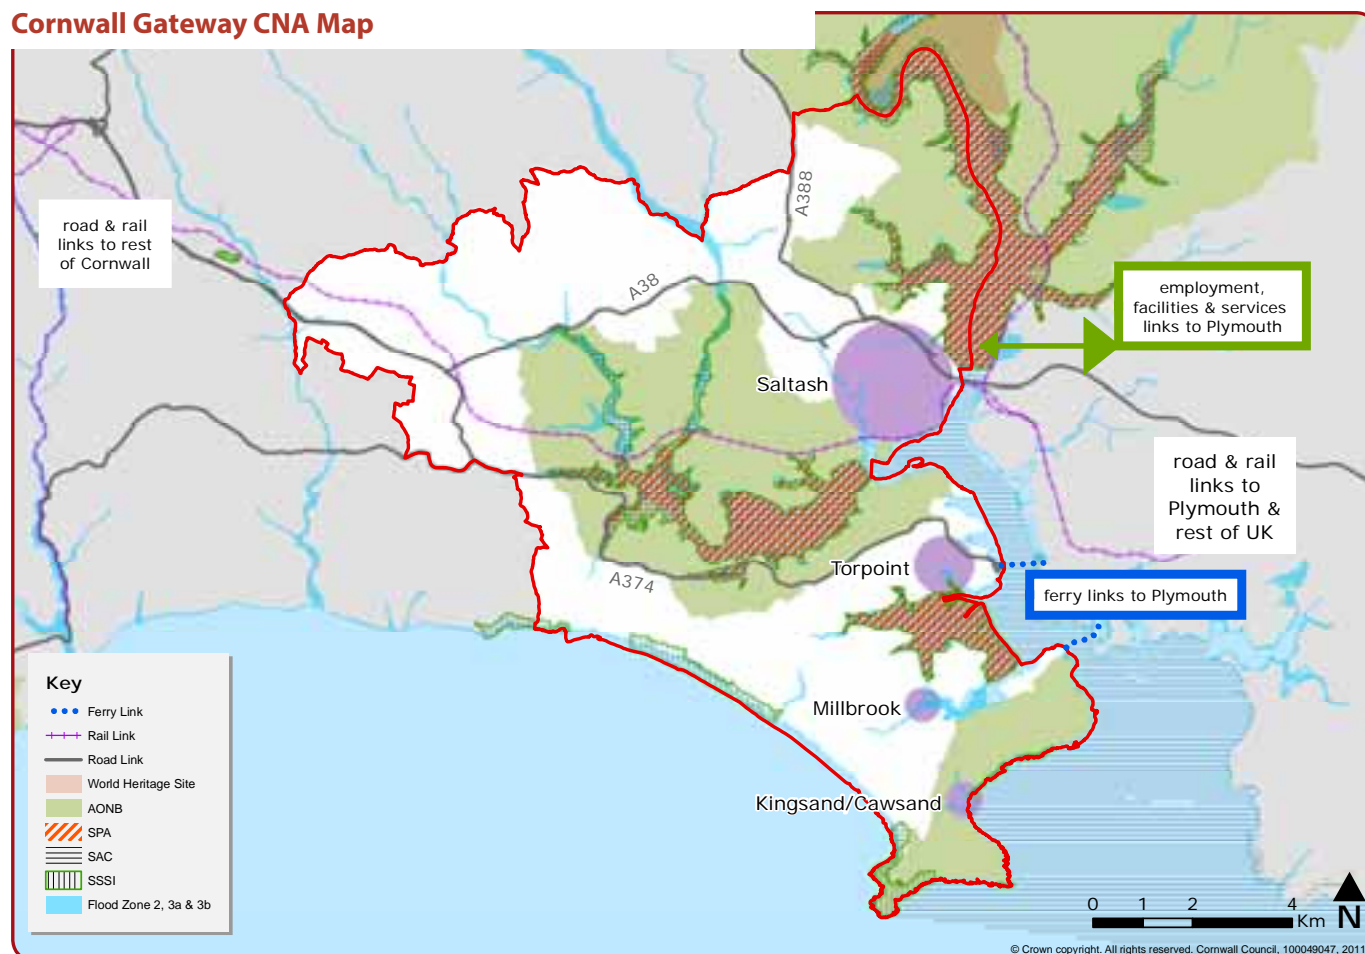 Cornwall Gateway CNA Map
A388
road & rail
links to rest
of Cornwall
A38
employment,
facilities & services
links to Plymouth
Saltash
road & rail
links to
Plymouth &
rest of UK
Torpoint
A374
ferry links to Plymouth
Millbrook
Kingsand/Cawsand
Key
Ferry Link
Rail Link
Road Link
World Heritage Site
AONB
SPA
SAC
SSSI
Flood Zone 2, 3a & 3b
0 1 2 4
Km
N
© Crown copyright. All rights reserved. Cornwall Council, 100049047, 2011